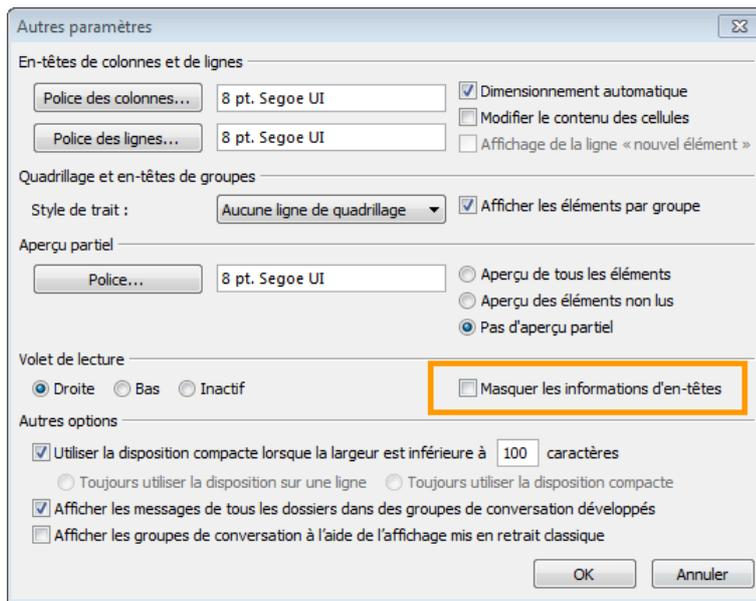 Autres paramètres
En-têtes de colonnes et de lignes
Police des colonnes... 8 pt. Segoe UI Dimensionnement automatique
Modifier le contenu des cellules
Police des lignes... 8 pt. Segoe UI Affichage de la ligne « nouvel élément »
Quadrillage et en-têtes de groupes
Style de trait : Aucune ligne de quadrillage Afficher les éléments par groupe
Aperçu partiel
Police... 8 pt. Segoe UI Aperçu de tous les éléments
Aperçu des éléments non lus
Pas d'aperçu partiel
Volet de lecture
Droite Bas Inactif Masquer les informations d'en-têtes
Autres options
Utiliser la disposition compacte lorsque la largeur est inférieure à 100 caractères
Toujours utiliser la disposition sur une ligne Toujours utiliser la disposition compacte
Afficher les messages de tous les dossiers dans des groupes de conversation développés
Afficher les groupes de conversation à l'aide de l'affichage mis en retrait classique
OK Annuler